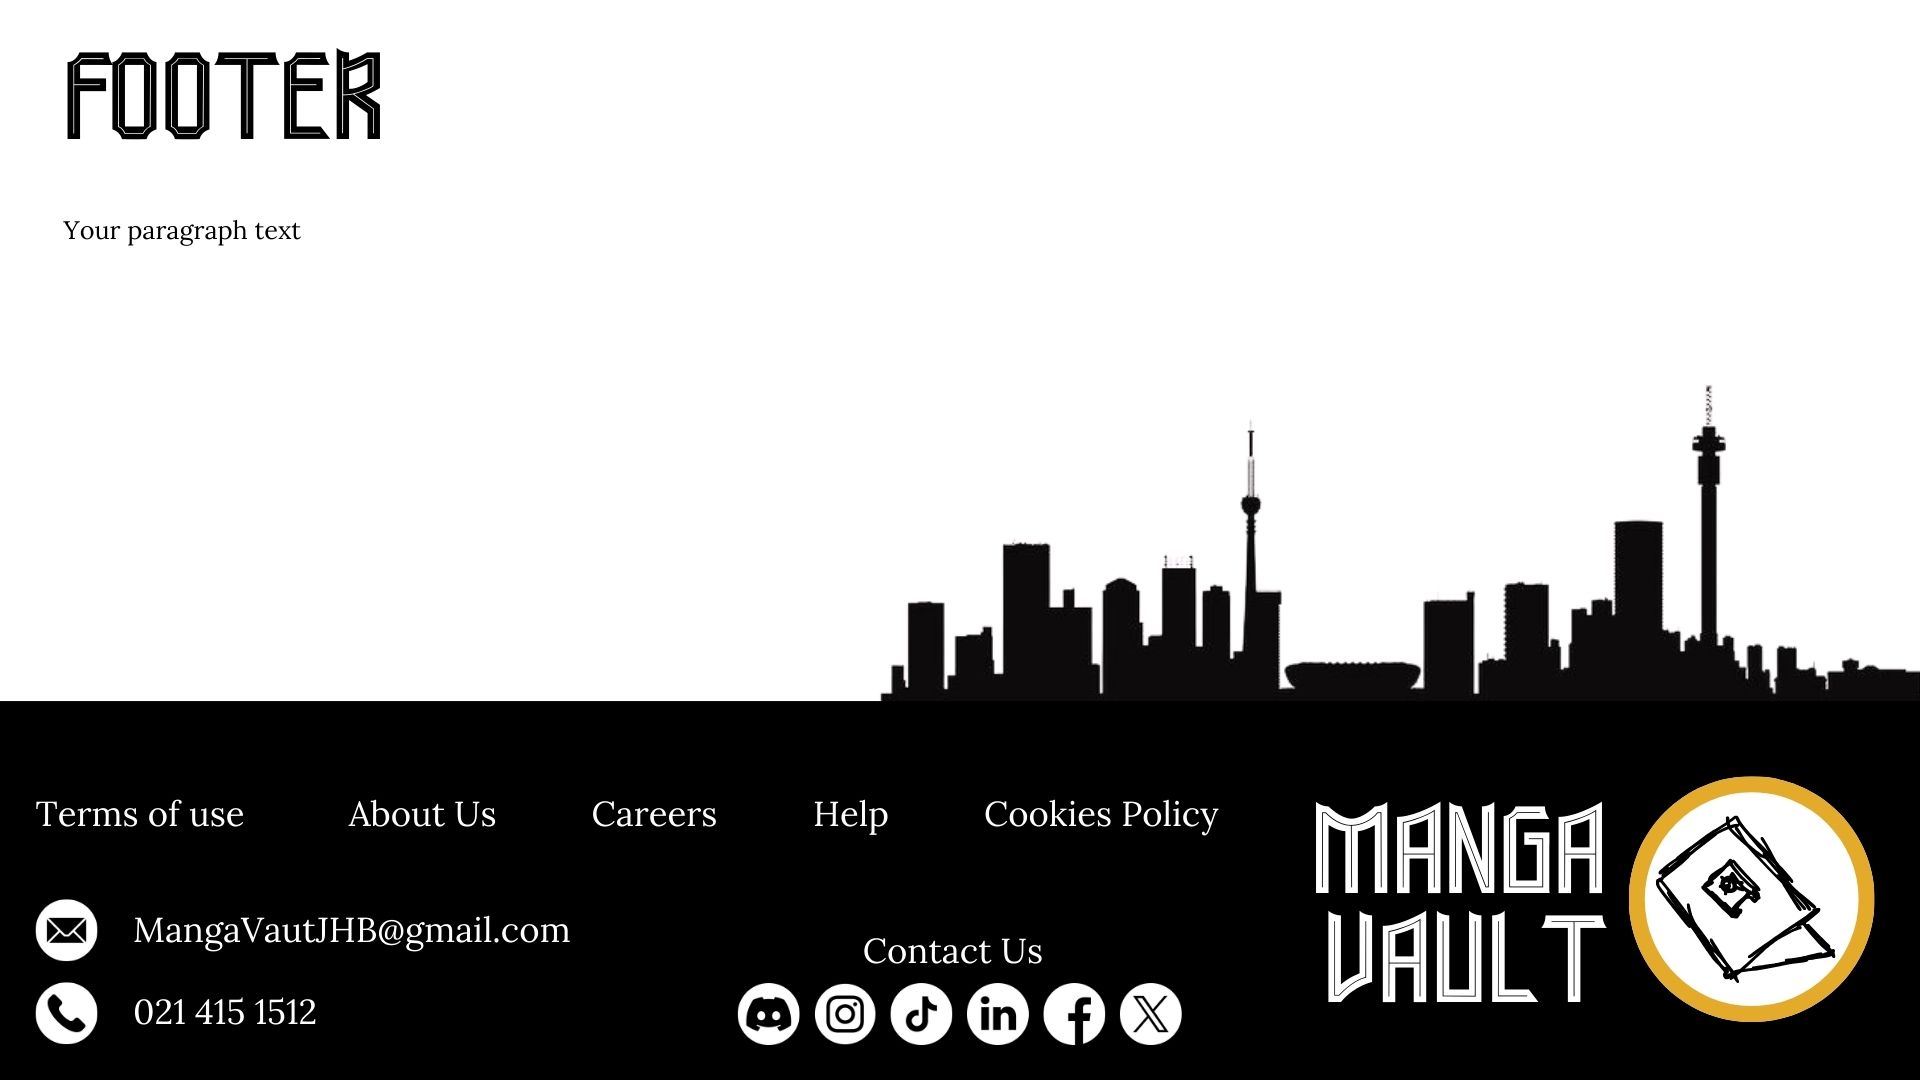 FOOTER
Your paragraph text
Terms of use
About Us
Careers
Help
Cookies Policy
MangaVautJHB@gmail.com
021 415 1512
Contact Us
in
MANGA
VAULT